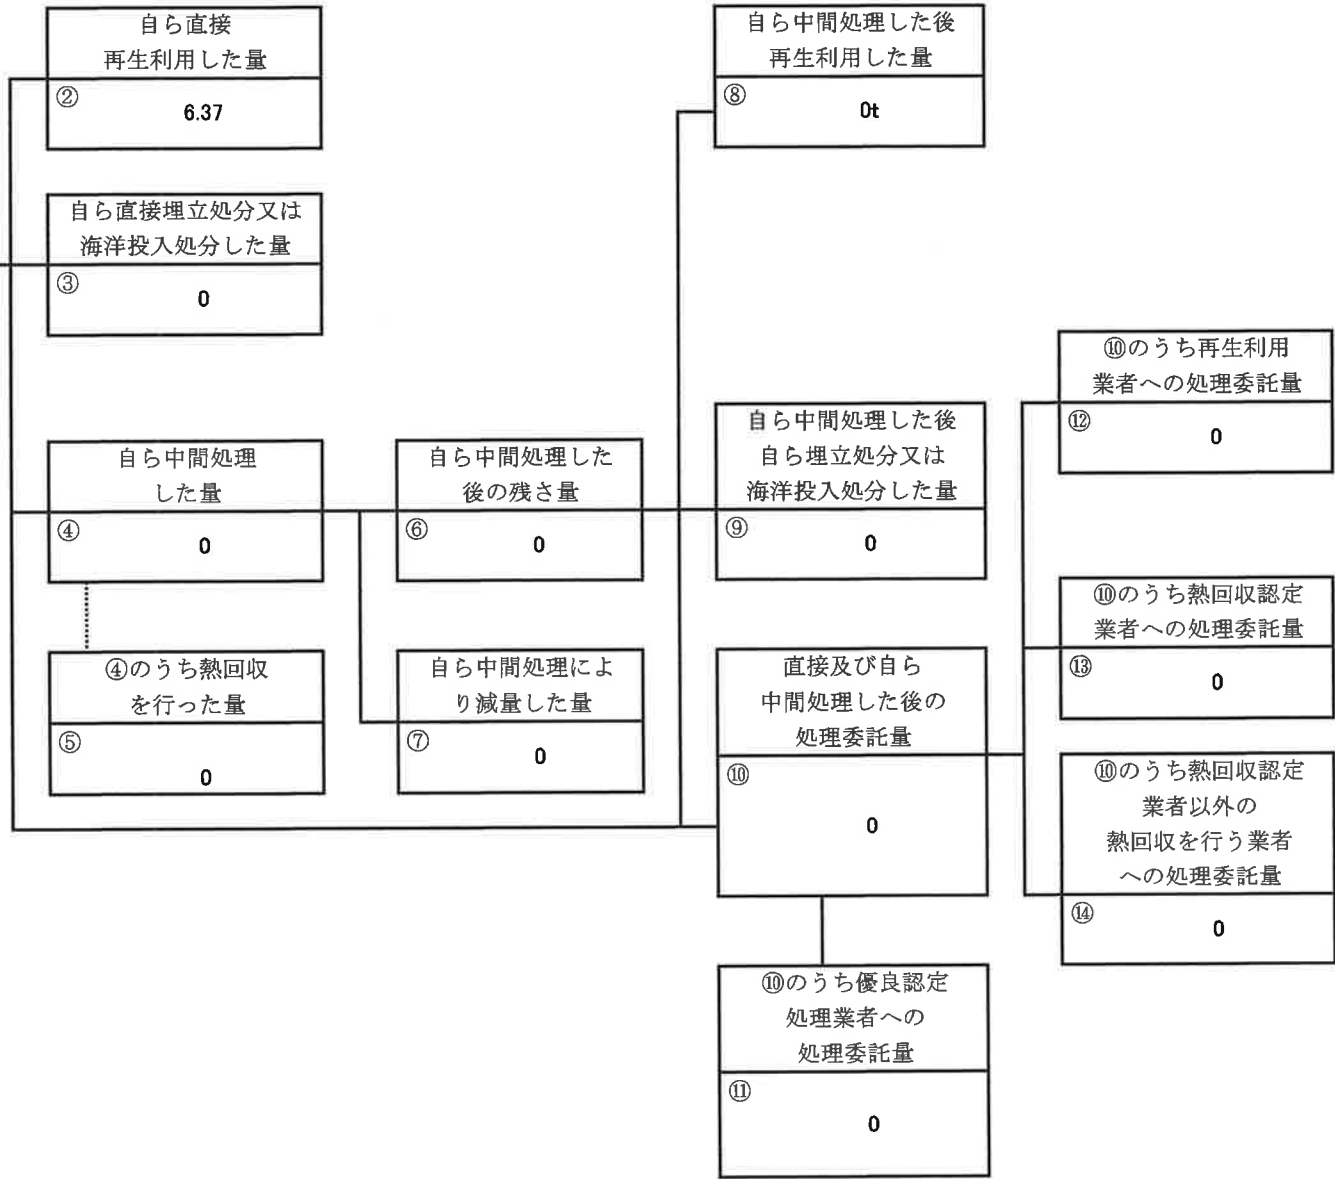 自ら直接
再生利用した量
②
6.37
自ら直接埋立処分又は
海洋投入処分した量
③
0
自ら中間処理
した量
④
0
④のうち熱回収
を行った量
⑤
0
自ら中間処理した
後の残さ量
⑥
0
自ら中間処理によ
り減量した量
⑦
0
自ら中間処理した後
再生利用した量
⑧
0t
自ら中間処理した後
自ら埋立処分又は
海洋投入処分した量
⑨
0
直接及び自ら
中間処理した後の
処理委託量
⑩
0
⑩のうち優良認定
処理業者への
処理委託量
⑪
0
⑩のうち再生利用
業者への処理委託量
⑫
0
⑩のうち熱回収認定
業者への処理委託量
⑬
0
⑩のうち熱回収認定
業者以外の
熱回収を行う業者
への処理委託量
⑭
0